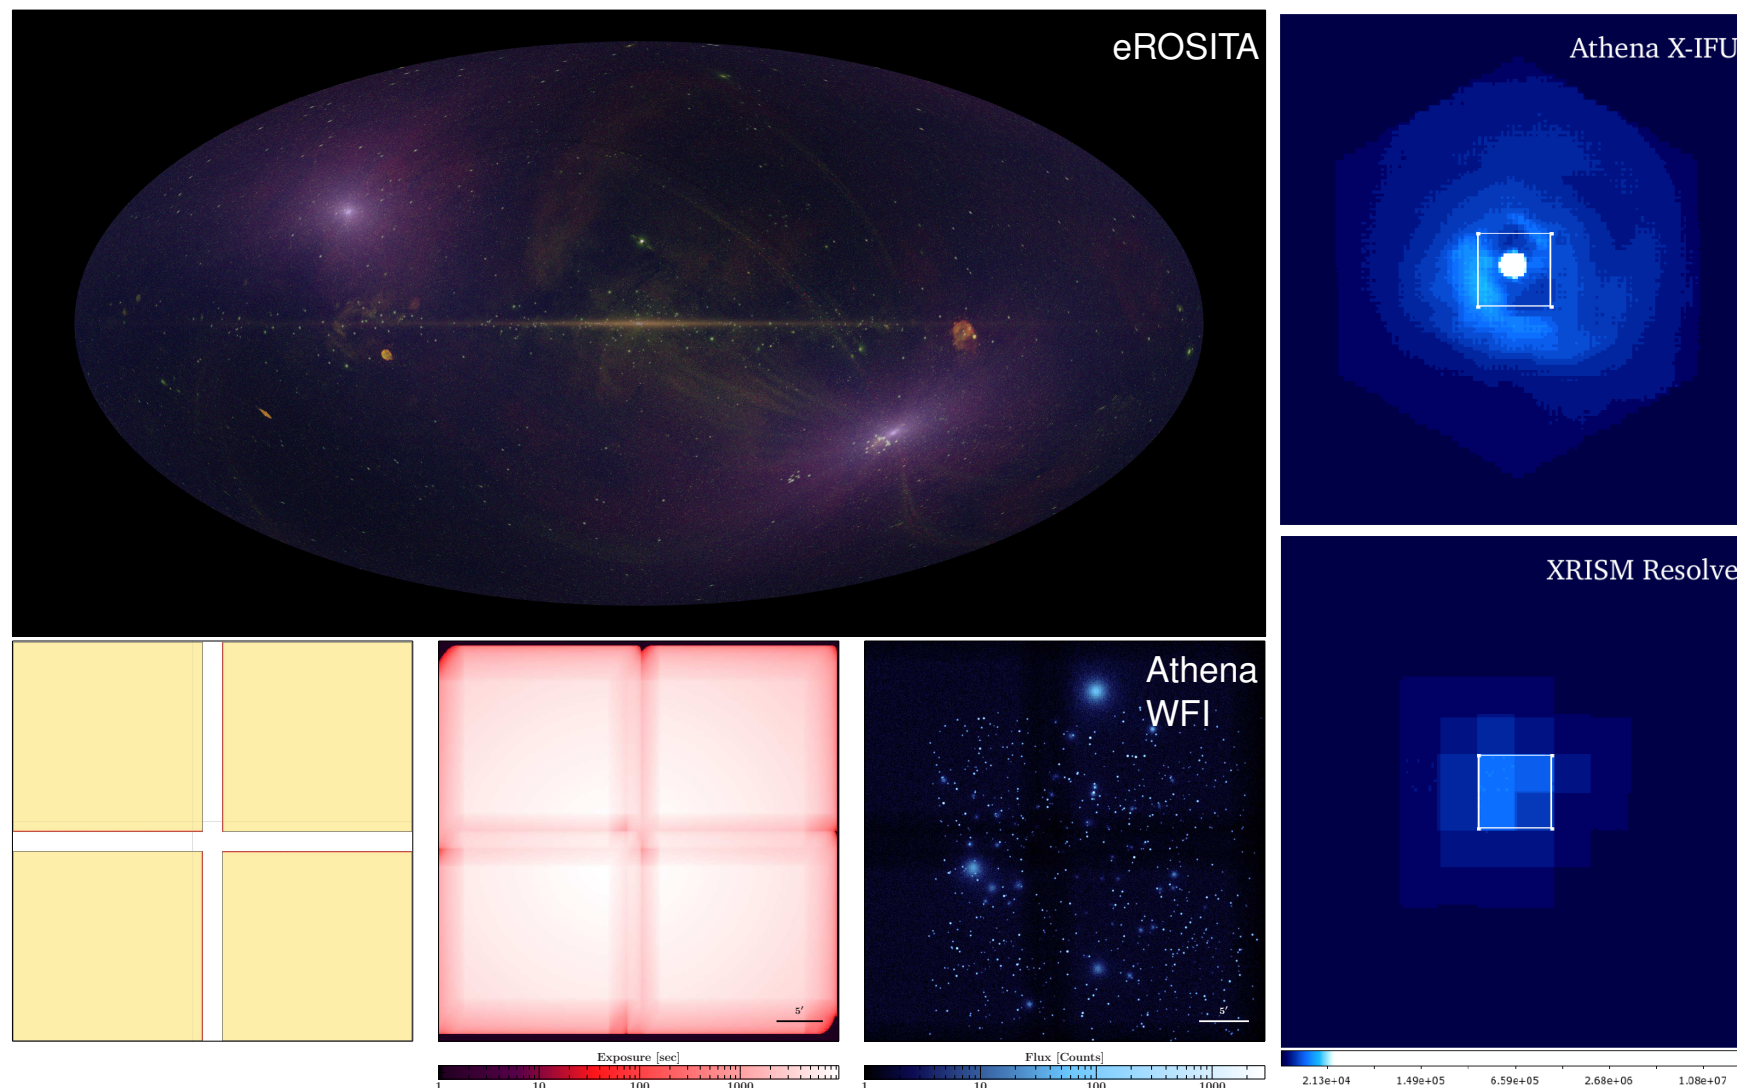 eROSITA
Athena X-IFU
XRISM Resolve
Athena
WFI
5′
5′
Exposure [sec]
1 10 100 1000
Flux [Counts]
1 10 100 1000
2.13e+04 1.49e+05 6.59e+05 2.68e+06 1.08e+07